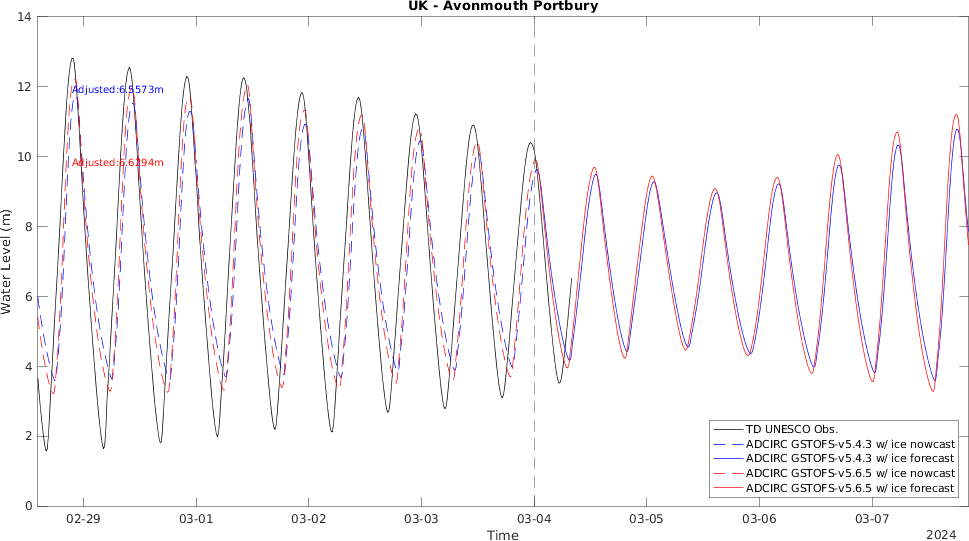 UK - Avonmouth Portbury
14
12
10
8
6
4
2
0
Water Level (m)
Adjusted:6.5573m
Adjusted:6.6294m
02-29
03-01
03-02
03-03
03-04
03-05
03-06
03-07
Time
2024
TD UNESCO Obs.
ADCIRC GSTOFS-v5.4.3 w/ ice nowcast
ADCIRC GSTOFS-v5.4.3 w/ ice forecast
ADCIRC GSTOFS-v5.6.5 w/ ice nowcast
ADCIRC GSTOFS-v5.6.5 w/ ice forecast